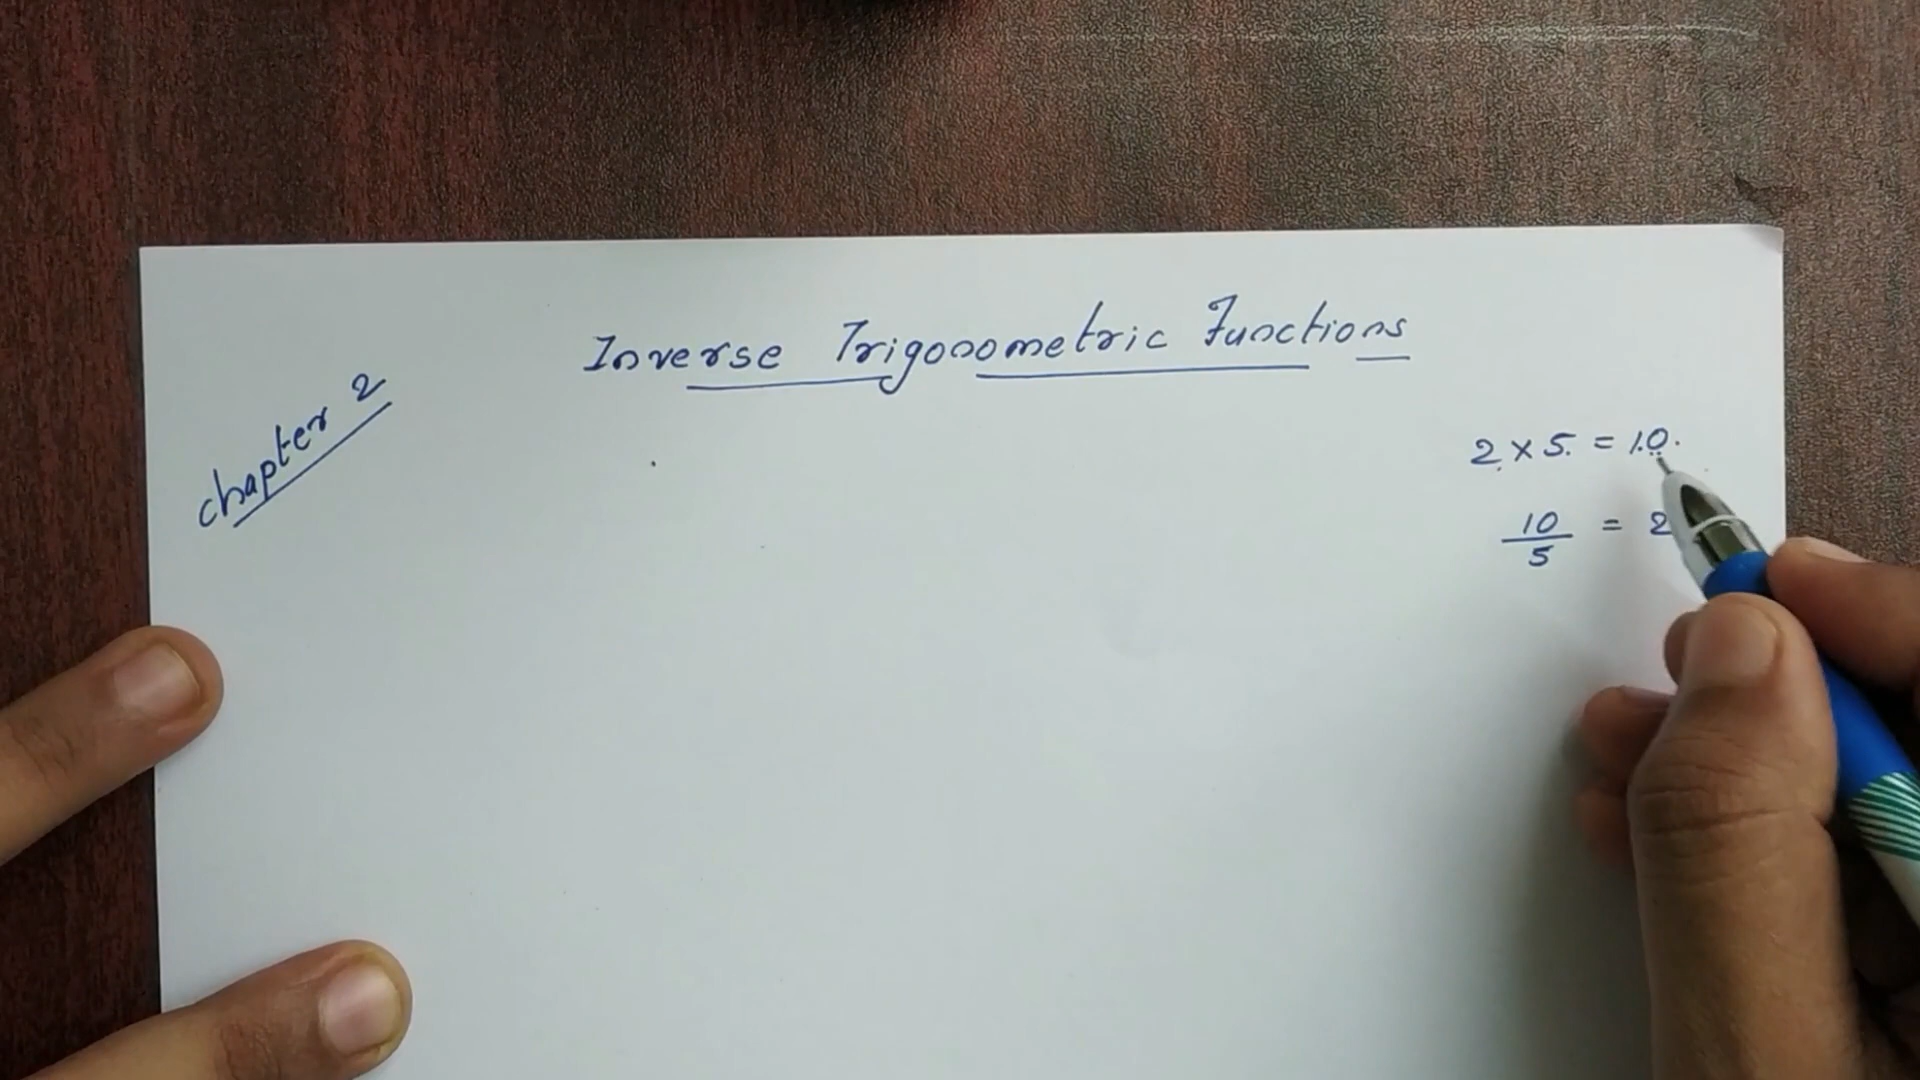 Inverse Trigonometric Functions
chapter 2
2 × 5 = 10.
10
5 = 2